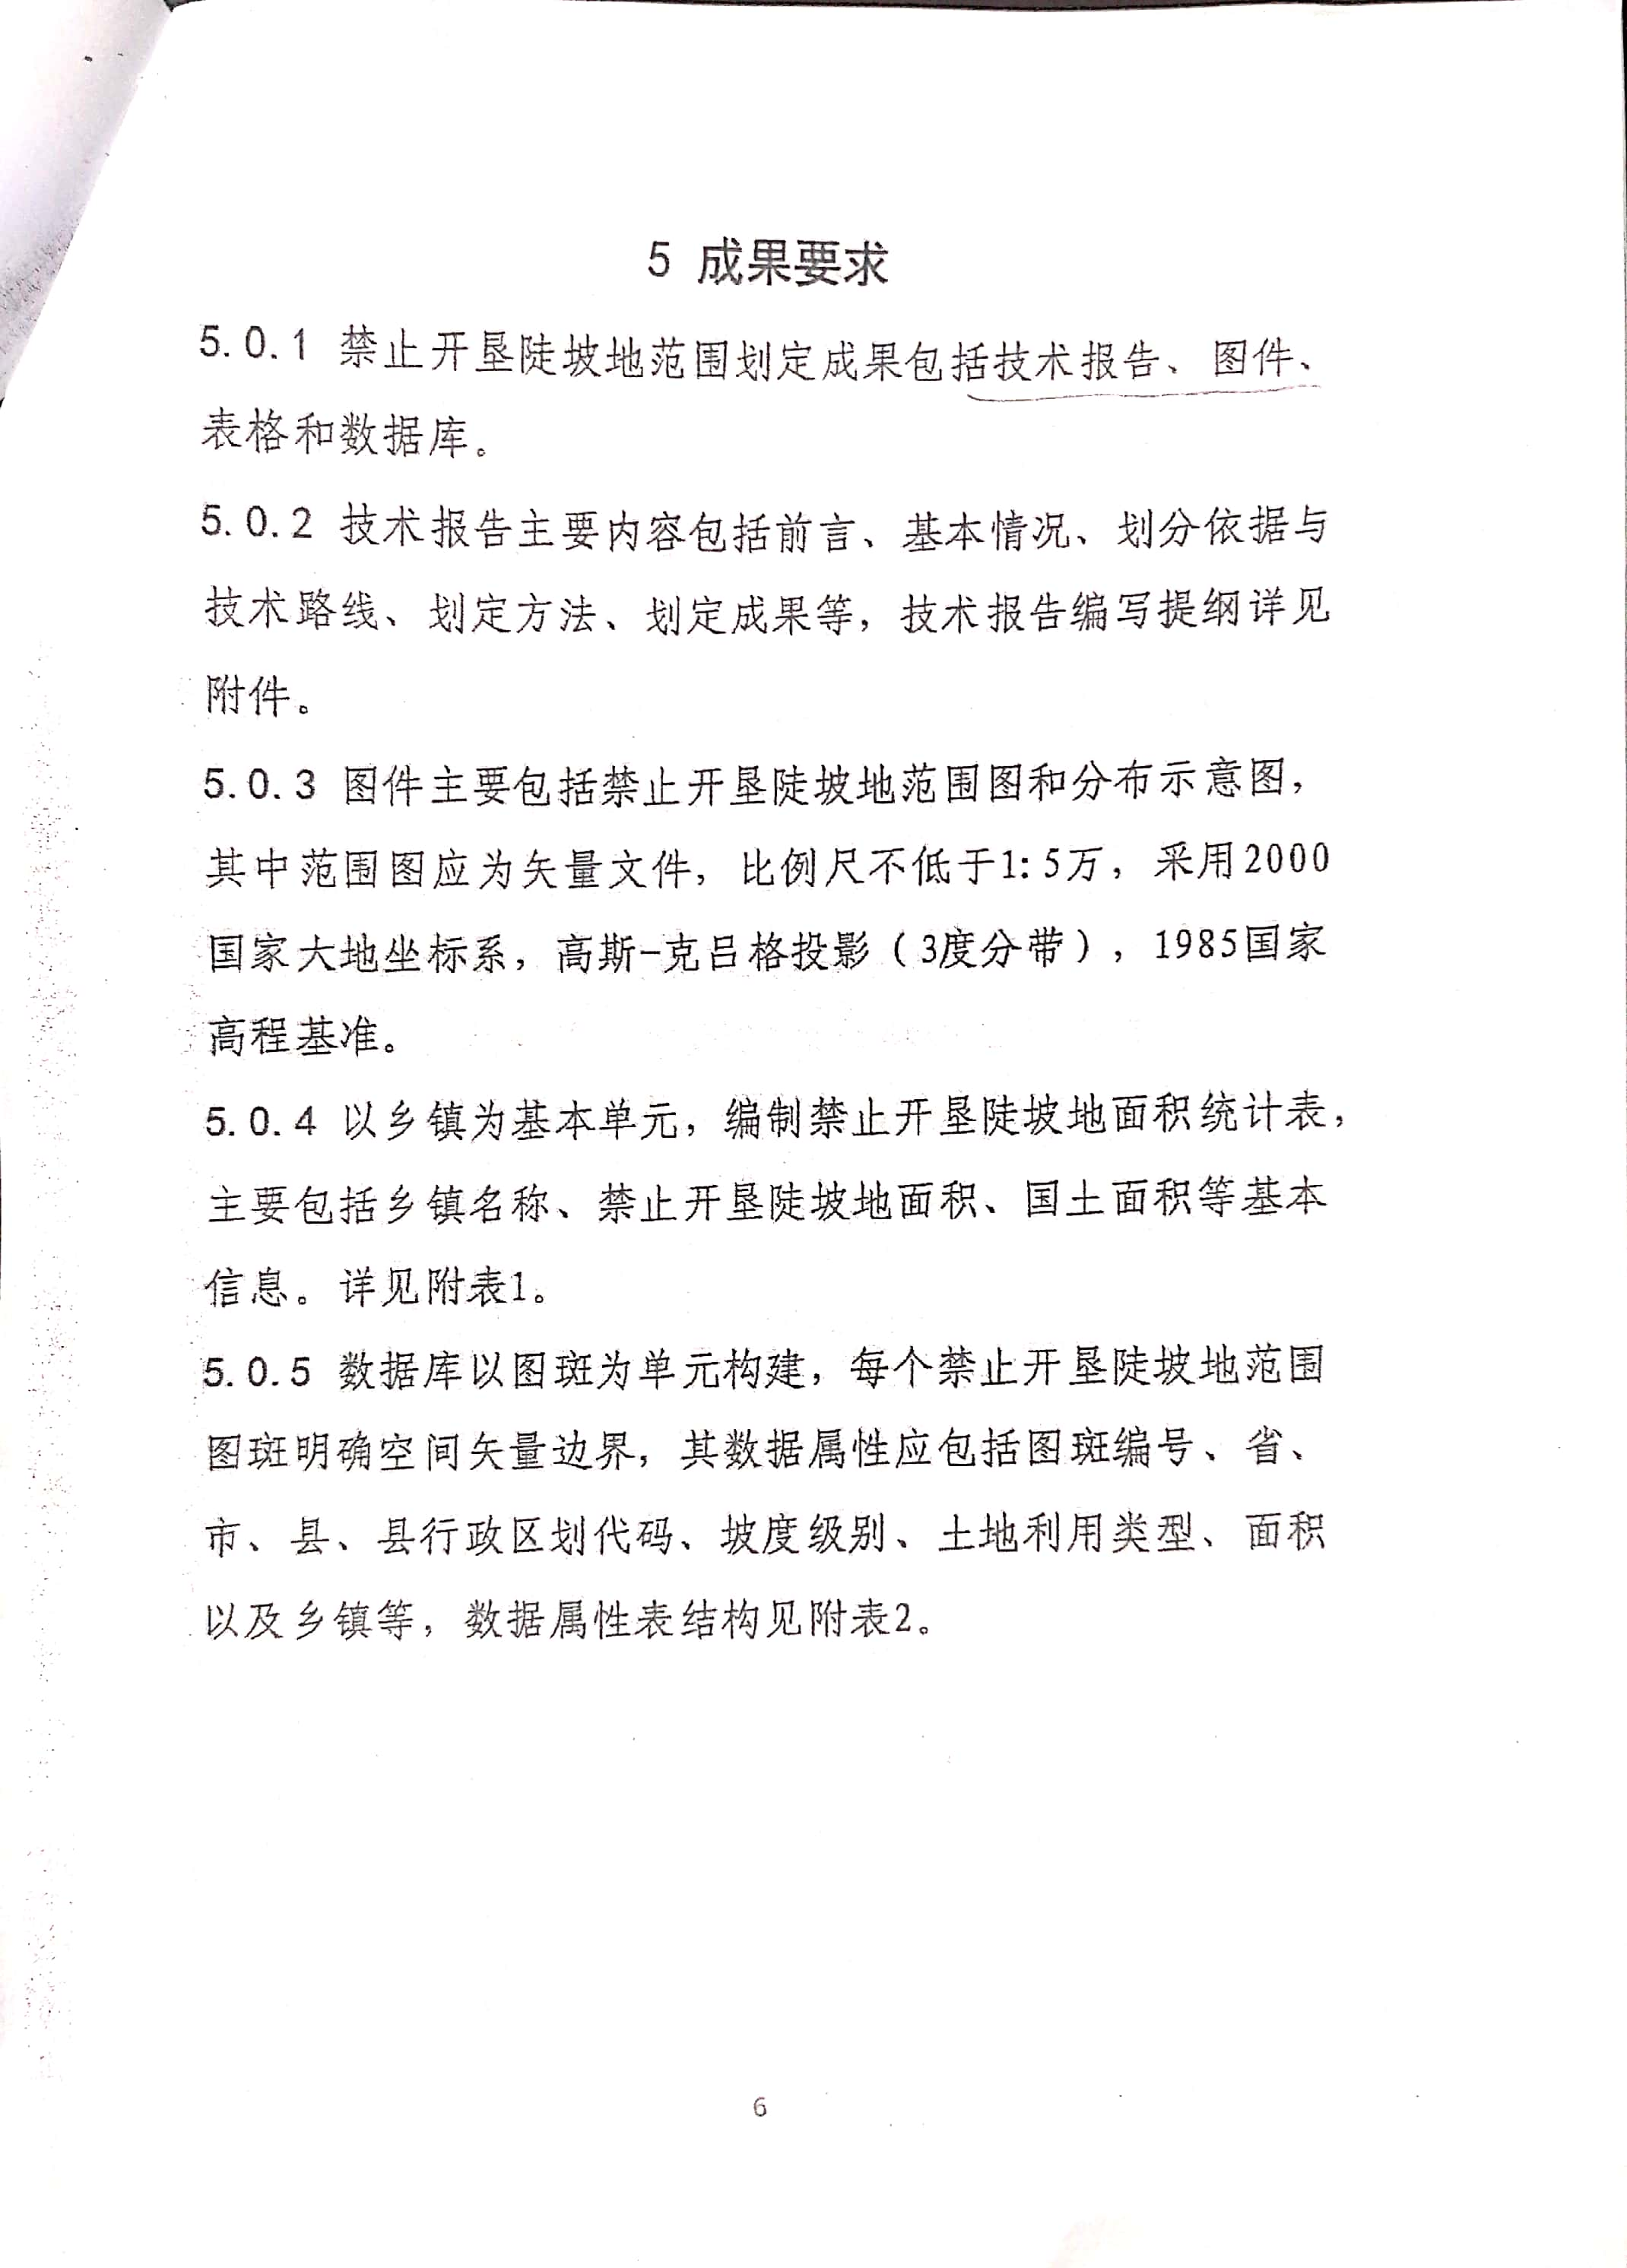 5 成果要求
5.0.1 禁止开垦陡坡地范围划定成果包括技术报告、图件、
表格和数据库。
5.0.2 技术报告主要内容包括前言、基本情况、划分依据与
技术路线、划定方法、划定成果等，技术报告编写提纲详见
附件。
5.0.3 图件主要包括禁止开垦陡坡地范围图和分布示意图，
其中范围图应为矢量文件，比例尺不低于1:5万，采用2000
国家大地坐标系，高斯-克吕格投影（3度分带），1985国家
高程基准。
5.0.4 以乡镇为基本单元，编制禁止开垦陡坡地面积统计表，
主要包括乡镇名称、禁止开垦陡坡地面积、国土面积等基本
信息。详见附表1。
5.0.5 数据库以图斑为单元构建，每个禁止开垦陡坡地范围
图斑明确空间矢量边界，其数据属性应包括图斑编号、省、
市、县、县行政区划代码、坡度级别、土地利用类型、面积
以及乡镇等，数据属性表结构见附表2。
6